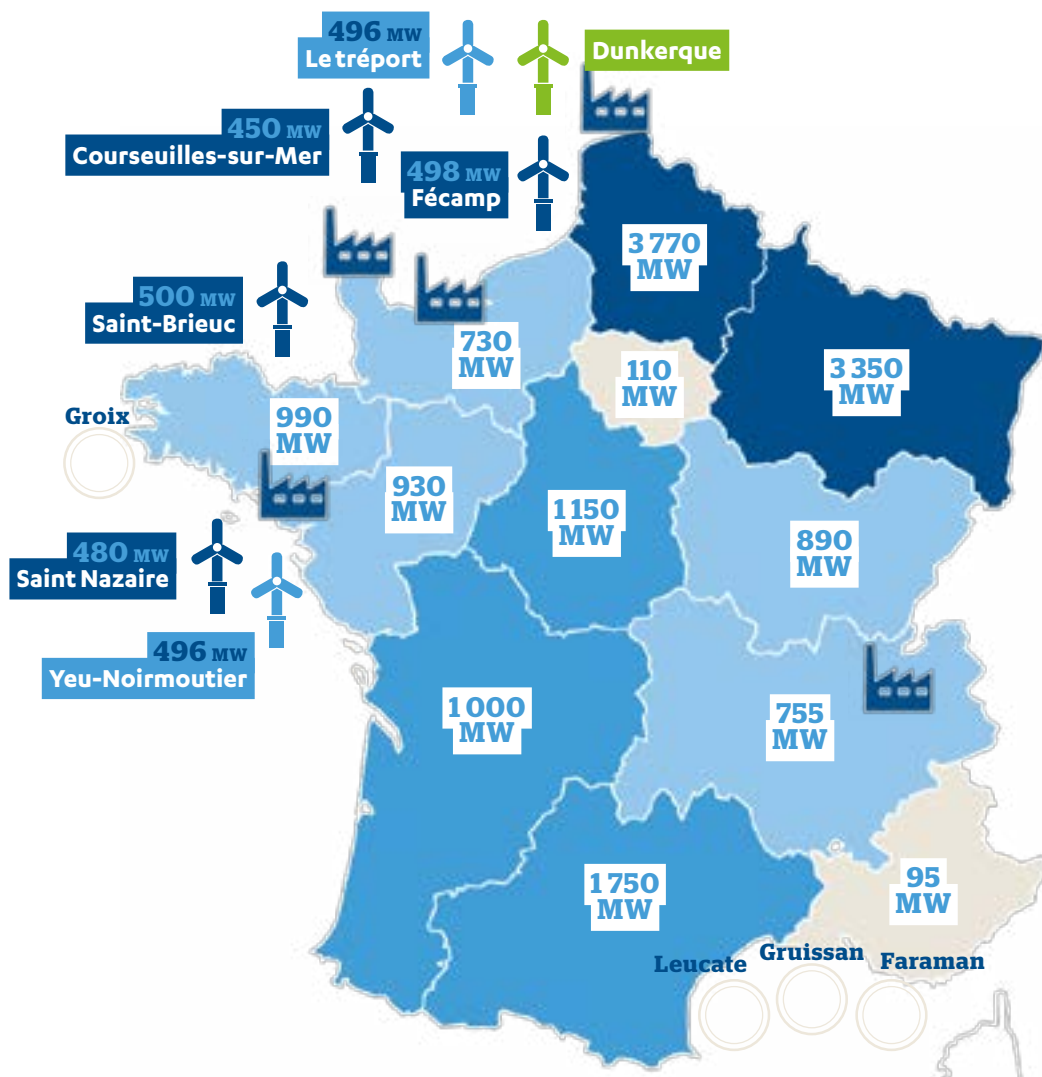 496 MW
Le tréport
Dunkerque
450 MW
Courseuilles-sur-Mer
498 MW
Fécamp
3 770
MW
500 MW
Saint-Brieuc
730
MW
110
MW
3 350
MW
Groix
990
MW
930
MW
1 150
MW
890
MW
480 MW
Saint Nazaire
496 MW
Yeu-Noirmoutier
1 000
MW
755
MW
1 750
MW
95
MW
Leucate
Gruissan
Faraman